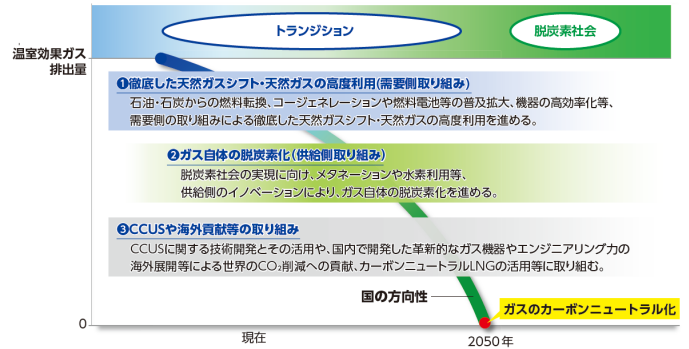 トランジション
脱炭素社会
温室効果ガス
排出量
❶徹底した天然ガスシフト・天然ガスの高度利用(需要側取り組み)
石油・石炭からの燃料転換、コージェネレーションや燃料電池等の普及拡大、機器の高効率化等、
需要側の取り組みによる徹底した天然ガスシフト・天然ガスの高度利用を進める。
❷ガス自体の脱炭素化(供給側取り組み)
脱炭素社会の実現に向け、メタネーションや水素利用等、
供給側のイノベーションにより、ガス自体の脱炭素化を進める。
❸CCUSや海外貢献等の取り組み
CCUSに関する技術開発とその活用や、国内で開発した革新的なガス機器やエンジニアリング力の
海外展開等による世界のCO₂削減への貢献、カーボンニュートラルLNGの活用等に取り組む。
国の方向性
ガスのカーボンニュートラル化
0
現在
2050年